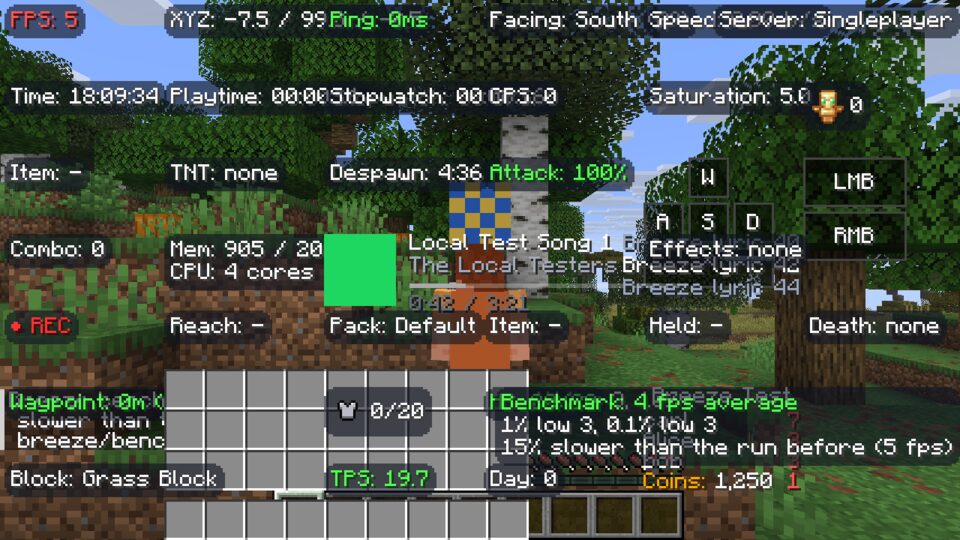 FPS: 5
XYZ: -7.5 / 99
Ping: 0ms
Facing: South
Speed
Server: Singleplayer
Time: 18:09:34
Playtime: 00:00
Stopwatch: 00
CPS: 0
Saturation: 5.0
0
Item: -
TNT: none
Despawn: 4:36
Attack: 100%
W
LMB
A
S
D
RMB
Combo: 0
Mem: 905 / 20
CPU: 4 cores
Local Test Song 1
The Local Testers
0:42 / 3:21
Effects: none
Breeze lyric 42
Breeze lyric 44
REC
Reach: -
Pack: Default
Item: -
Held: -
Death: none
Waypoint: 0m
slower than
breeze/benc
0/20
Benchmark: 4 fps average
1% low 3, 0.1% low 3
15% slower than the run before (5 fps)
Breeze Test
Block: Grass Block
TPS: 19.7
Day: 0
Coins: 1,250
1